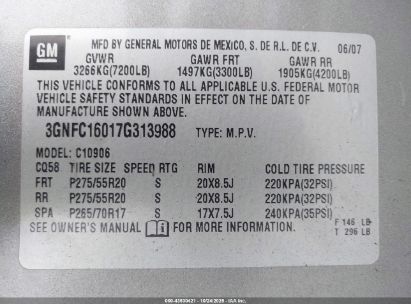 GM
MFD BY GENERAL MOTORS DE MEXICO, S. DE R.L. DE C.V. 06/07
GVWR GAWR FRT GAWR RR
3266KG(7200LB) 1497KG(3300LB) 1905KG(4200LB)
THIS VEHICLE CONFORMS TO ALL APPLICABLE U.S. FEDERAL MOTOR
VEHICLE SAFETY STANDARDS IN EFFECT ON THE DATE OF
MANUFACTURE SHOWN ABOVE.
3GNFC16017G313988 TYPE: M.P.V.
MODEL: C10906
CQ58 TIRE SIZE SPEED RTG RIM COLD TIRE PRESSURE
FRT P275/55R20 S 20X8.5J 220KPA(32PSI)
RR P275/55R20 S 20X8.5J 220KPA(32PSI)
SPA P265/70R17 S 17X7.5J 240KPA(35PSI)
SEE OWNER'S MANUAL FOR MORE INFORMATION. F 146 LB
T 296 LB